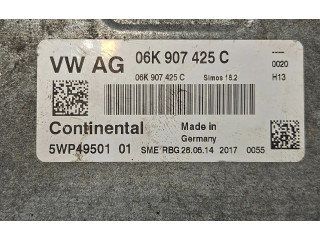 VW AG 06K 907 425 C ----
0020
06K 907 425 C Simos 18.2 H13
Continental Made in
Germany
5WP49501 01 SME RBG 28.06.14 2017 0055